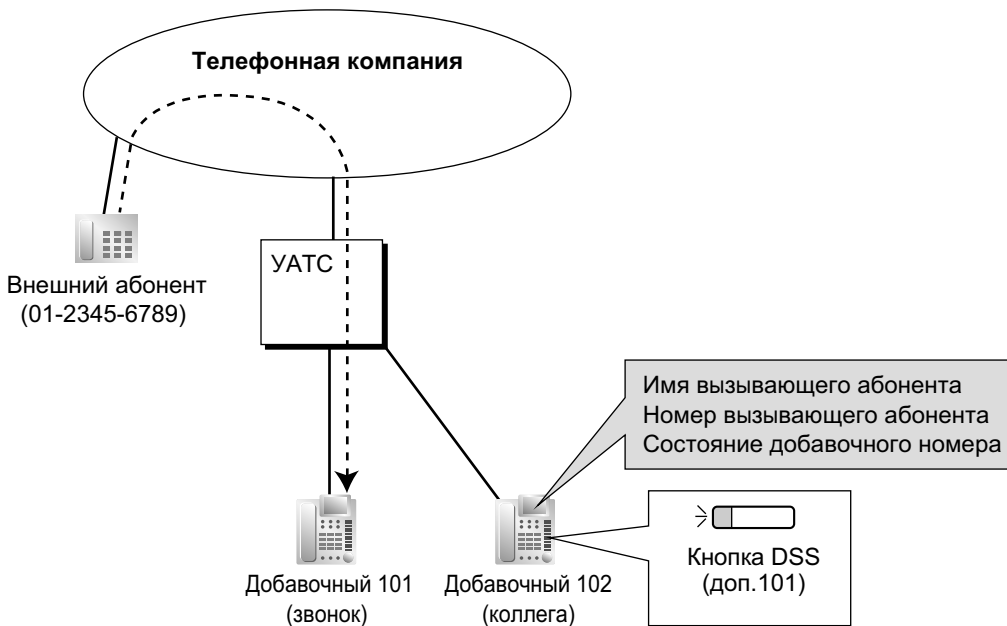 Телефонная компания
УАТС
Внешний абонент
(01-2345-6789)
Имя вызывающего абонента
Номер вызывающего абонента
Состояние добавочного номера
Кнопка DSS
(доп.101)
Добавочный 101
(звонок)
Добавочный 102
(коллега)